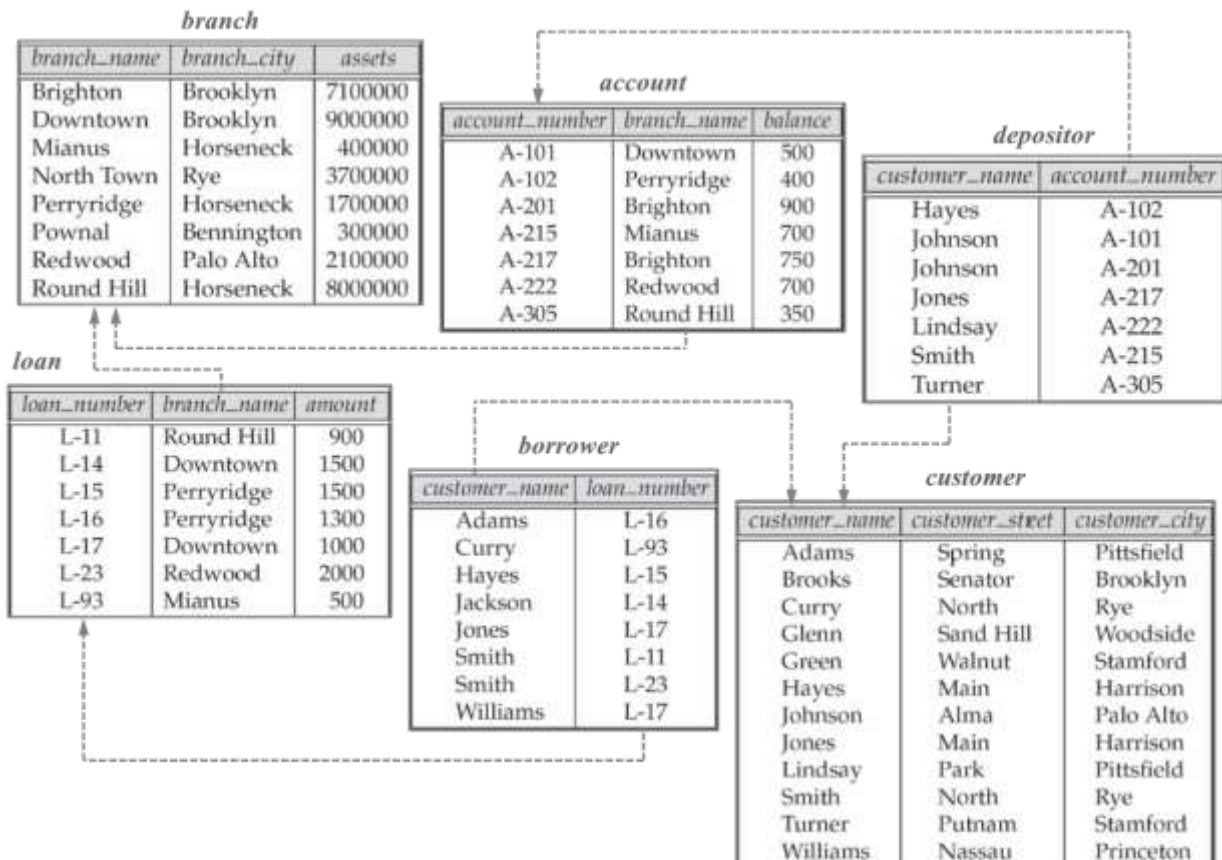 branch
branch_name branch_city assets
Brighton Brooklyn 7100000
Downtown Brooklyn 9000000
Mianus Horseneck 400000
North Town Rye 3700000
Perryridge Horseneck 1700000
Pownal Bennington 300000
Redwood Palo Alto 2100000
Round Hill Horseneck 8000000
account
account_number branch_name balance
A-101 Downtown 500
A-102 Perryridge 400
A-201 Brighton 900
A-215 Mianus 700
A-217 Brighton 750
A-222 Redwood 700
A-305 Round Hill 350
depositor
customer_name account_number
Hayes A-102
Johnson A-101
Johnson A-201
Jones A-217
Lindsay A-222
Smith A-215
Turner A-305
loan
loan_number branch_name amount
L-11 Round Hill 900
L-14 Downtown 1500
L-15 Perryridge 1500
L-16 Perryridge 1300
L-17 Downtown 1000
L-23 Redwood 2000
L-93 Mianus 500
borrower
customer_name loan_number
Adams L-16
Curry L-93
Hayes L-15
Jackson L-14
Jones L-17
Smith L-11
Smith L-23
Williams L-17
customer
customer_name customer_street customer_city
Adams Spring Pittsfield
Brooks Senator Brooklyn
Curry North Rye
Glenn Sand Hill Woodside
Green Walnut Stamford
Hayes Main Harrison
Johnson Alma Palo Alto
Jones Main Harrison
Lindsay Park Pittsfield
Smith North Rye
Turner Putnam Stamford
Williams Nassau Princeton